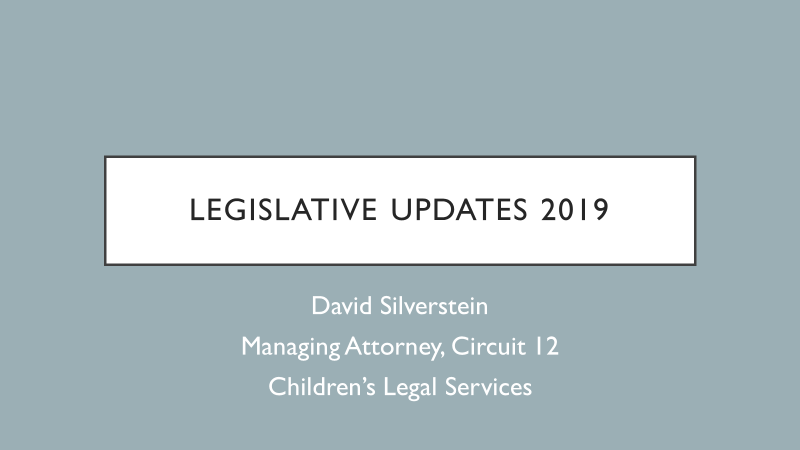 LEGISLATIVE UPDATES 2019
David Silverstein
Managing Attorney, Circuit 12
Children’s Legal Services